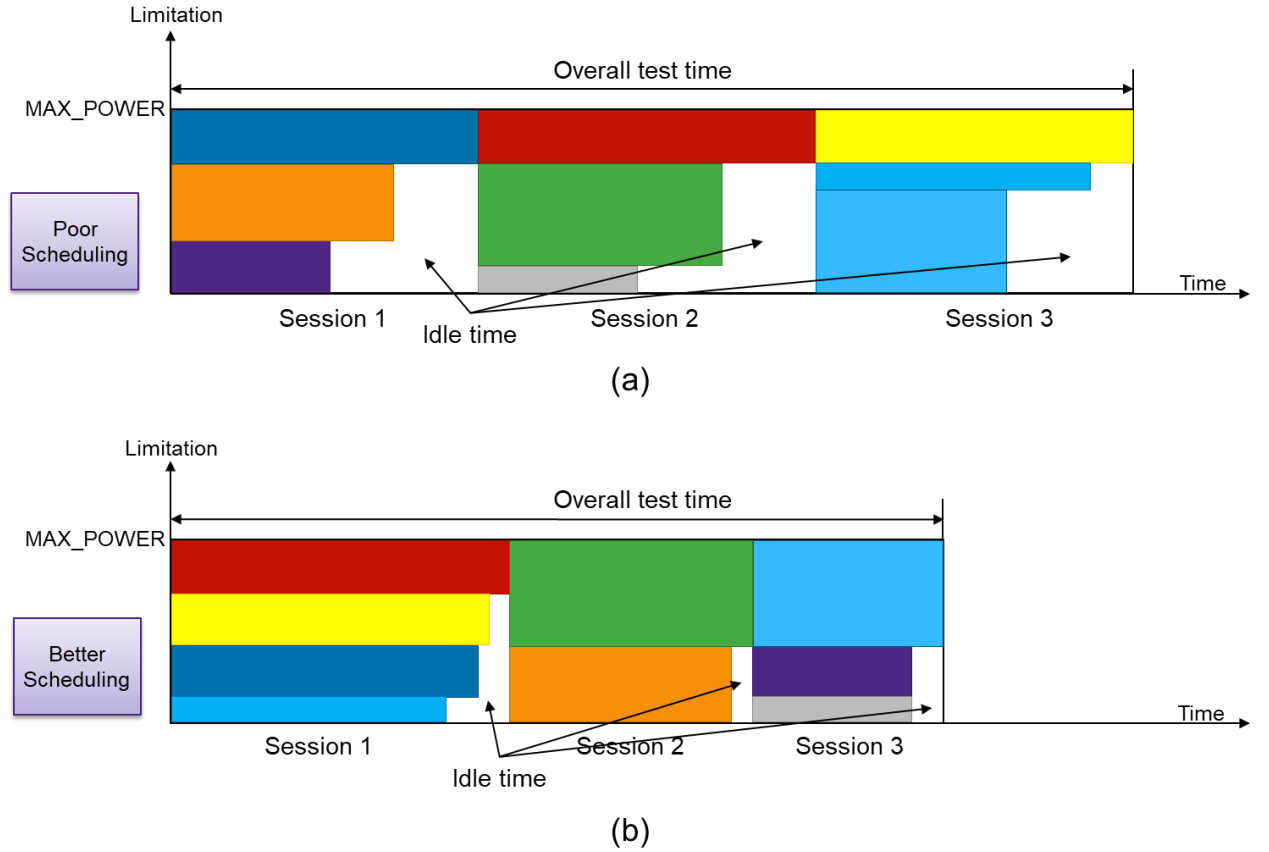 Limitation
Overall test time
MAX_POWER
Poor
Scheduling
Time
Session 1
Session 2
Session 3
Idle time
(a)
Limitation
Overall test time
MAX_POWER
Better
Scheduling
Time
Session 1
Session 2
Session 3
Idle time
(b)